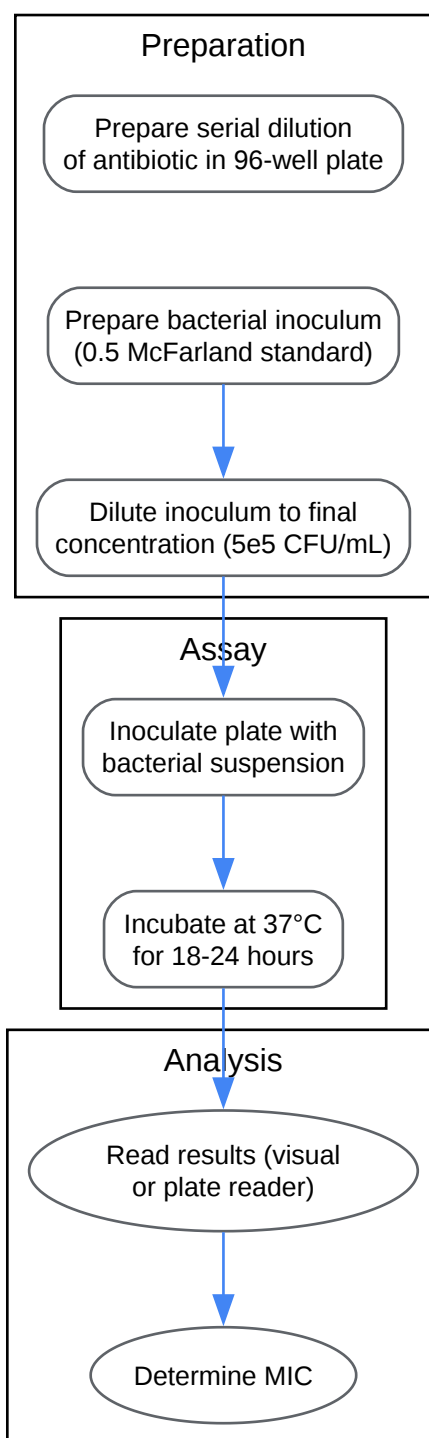 Preparation
Prepare serial dilution
of antibiotic in 96-well plate
Prepare bacterial inoculum
(0.5 McFarland standard)
Dilute inoculum to final
concentration (5e5 CFU/mL)
Assay
Inoculate plate with
bacterial suspension
Incubate at 37°C
for 18-24 hours
Analysis
Read results (visual
or plate reader)
Determine MIC